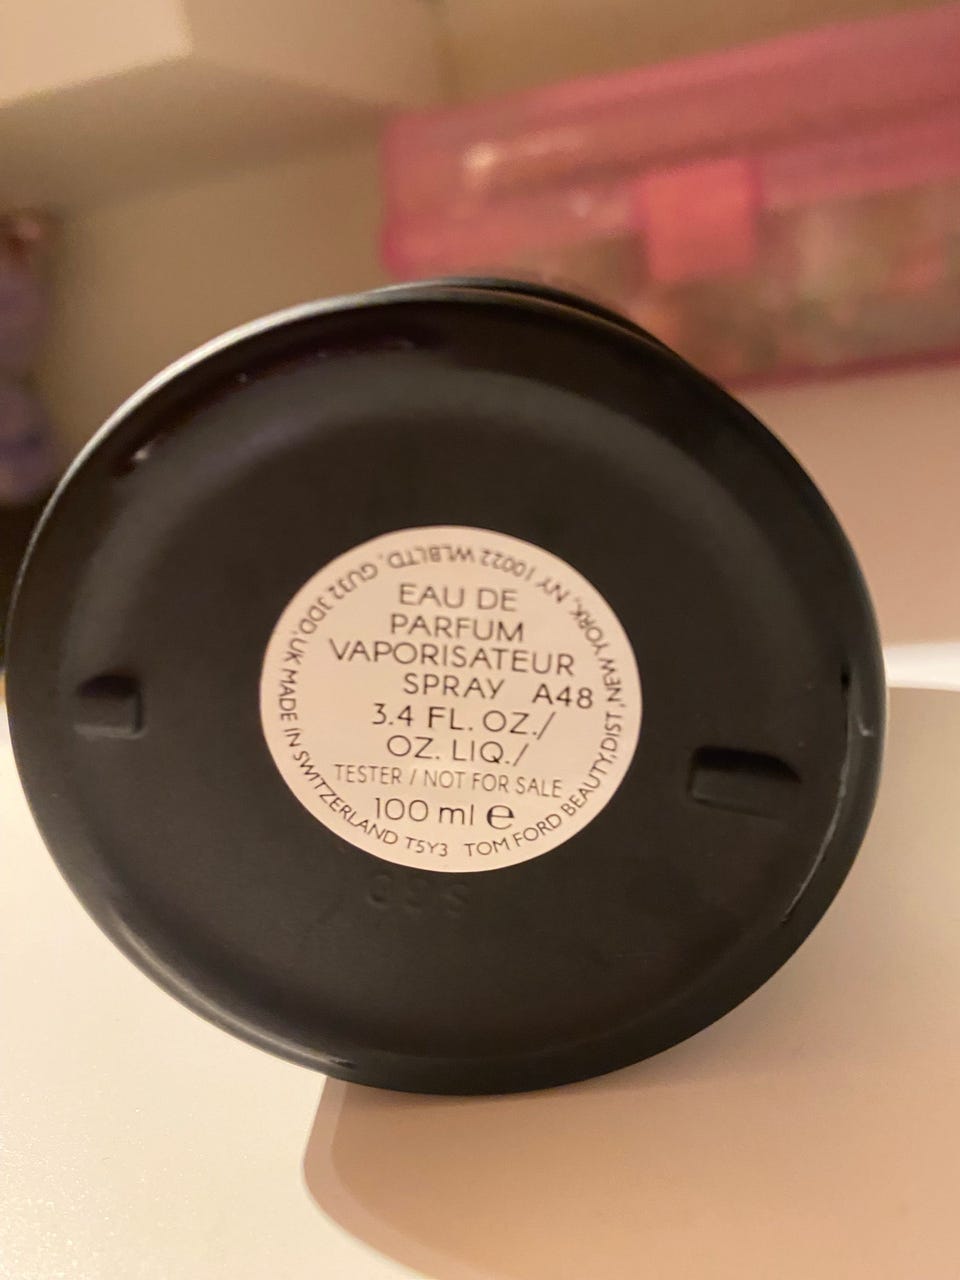 EAU DE
PARFUM
VAPORISATEUR
SPRAY A48
3.4 FL. OZ./
OZ. LIQ./
TESTER / NOT FOR SALE
100 ml e
TOM FORD BEAUTY,DIST. NEW YORK, NY 10022 WLBLTD, GU32 3DD,UK MADE IN SWITZERLAND T5Y3